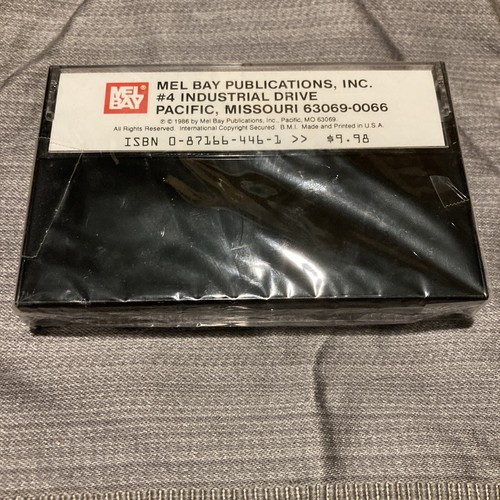 MEL BAY
MEL BAY PUBLICATIONS, INC.
#4 INDUSTRIAL DRIVE
PACIFIC, MISSOURI 63069-0066
℗ © 1986 by Mel Bay Publications, Inc., Pacific, MO 63069.
All Rights Reserved. International Copyright Secured. B.M.I. Made and Printed in U.S.A.
ISBN 0-87166-446-1 >> $9.98